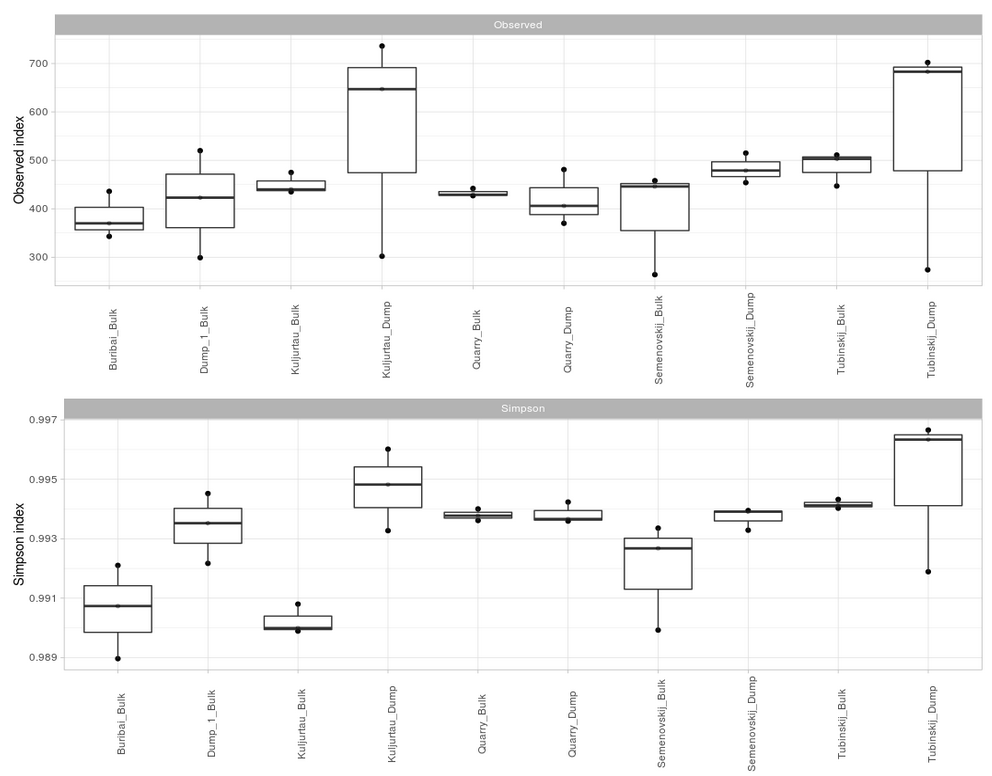 Observed
Observed index
700
600
500
400
300
Buribai_Bulk
Dump_1_Bulk
Kuljurtau_Bulk
Kuljurtau_Dump
Quarry_Bulk
Quarry_Dump
Semenovskij_Bulk
Semenovskij_Dump
Tubinskij_Bulk
Tubinskij_Dump
Simpson
Simpson index
0.997
0.995
0.993
0.991
0.989
Buribai_Bulk
Dump_1_Bulk
Kuljurtau_Bulk
Kuljurtau_Dump
Quarry_Bulk
Quarry_Dump
Semenovskij_Bulk
Semenovskij_Dump
Tubinskij_Bulk
Tubinskij_Dump